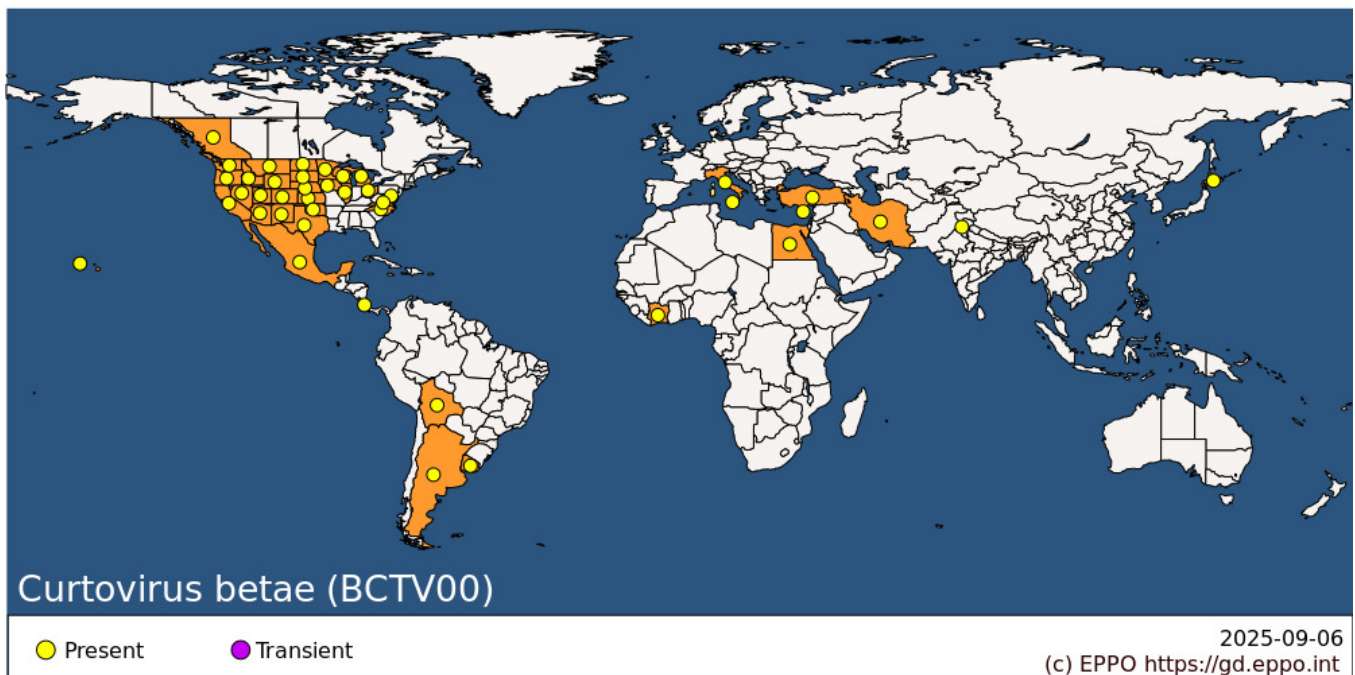 Curtovirus betae (BCTV00)
Present
Transient
2025-09-06
(c) EPPO https://gd.eppo.int